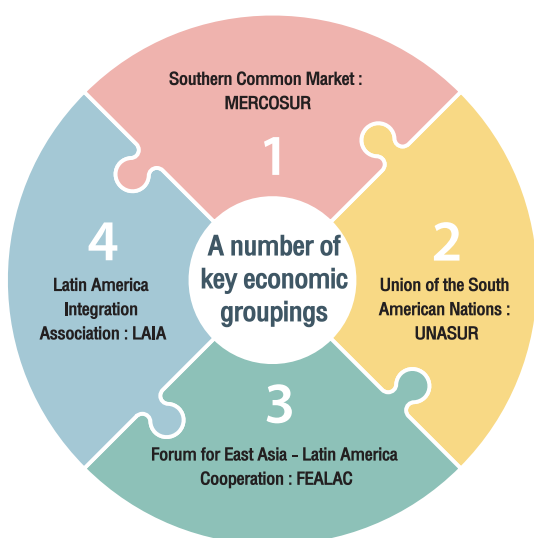 Southern Common Market :
MERCOSUR
1
2
Union of the South
American Nations :
UNASUR
3
Forum for East Asia - Latin America
Cooperation : FEALAC
4
Latin America
Integration
Association : LAIA
A number of
key economic
groupings